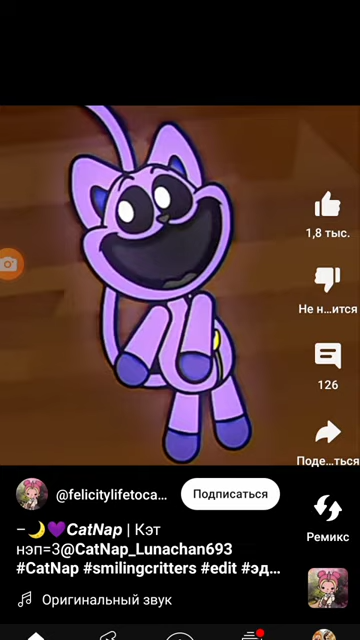 1,8 тыс.
Не н...ится
126
Поде...ться
@felicitylifetoca...
Подписаться
–🌙💜CatNap | Кэт
нэп=3@CatNap_Lunachan693
#CatNap #smilingcritters #edit #эд...
Ремикс
Оригинальный звук